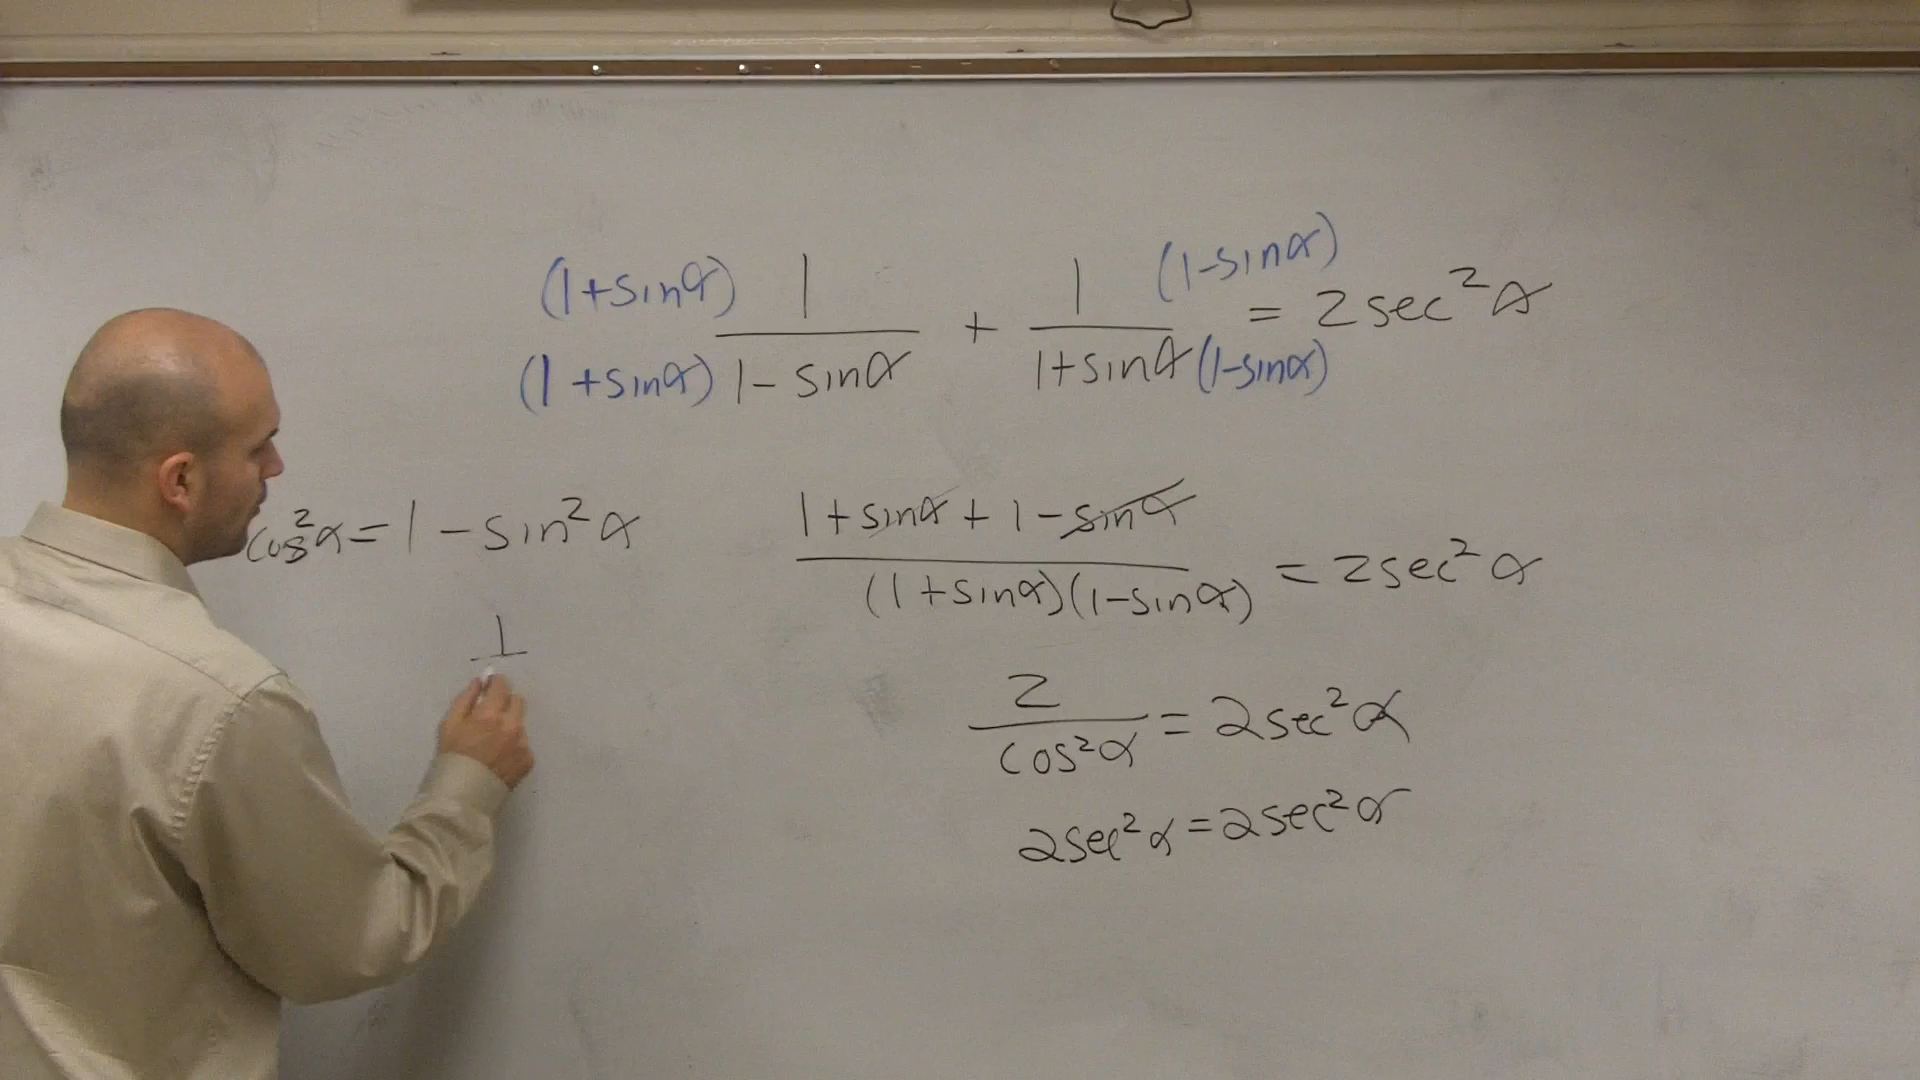 (1+sinα) 1 + 1 (1-sinα) = 2sec²α
(1+sinα) 1-sinα 1+sinα (1-sinα)
cos²α = 1 - sin²α
1
1+sinα+1-sinα = 2sec²α
(1+sinα)(1-sinα)
2 = 2sec²α
cos²α
2sec²α = 2sec²α